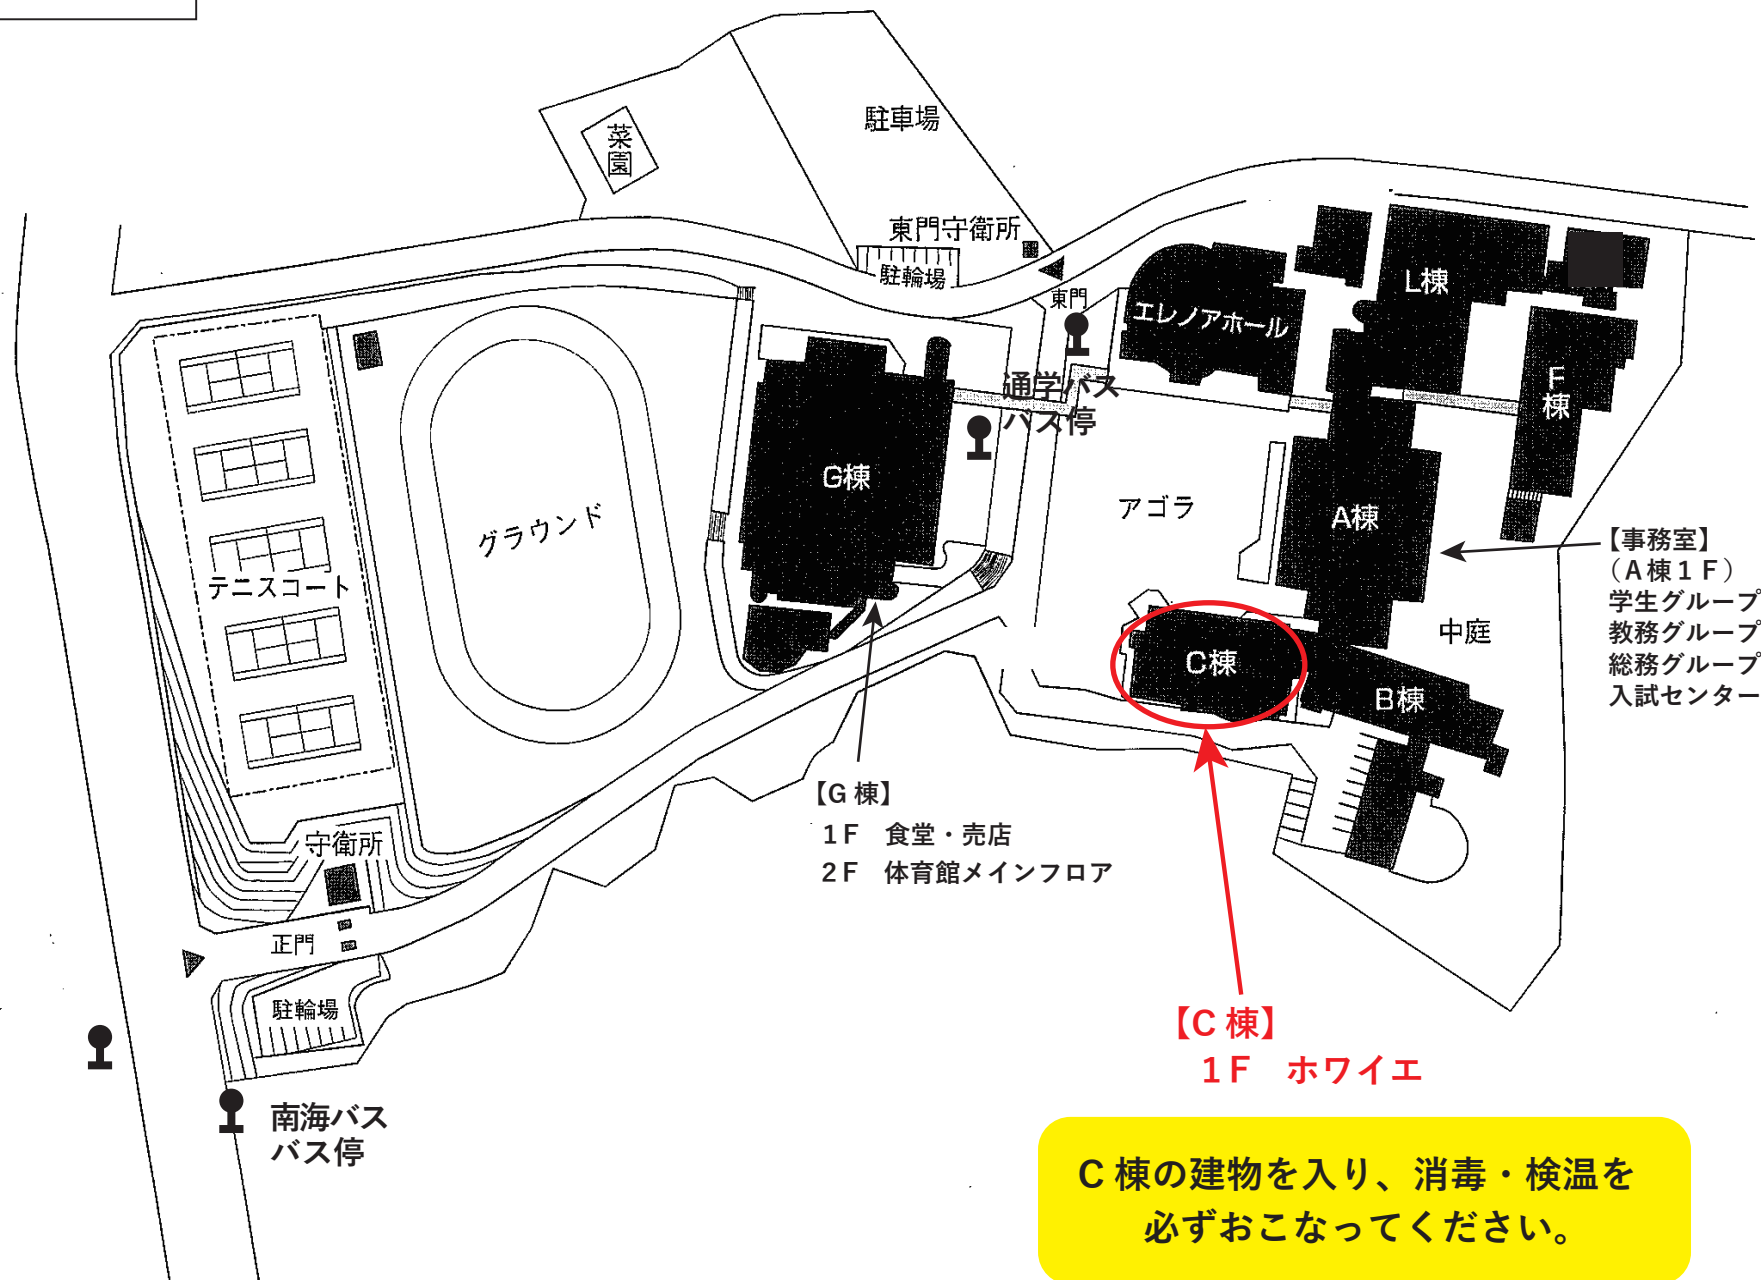 駐車場
菜
園
東門守衛所
駐輪場
東門
エレノアホール
L棟
F
棟
通学バス
バス停
G棟
アゴラ
A棟
グラウンド
テニスコート
【事務室】
（A棟１F）
学生グループ
教務グループ
総務グループ
入試センター
中庭
C棟
B棟
【G 棟】
１F　食堂・売店
２F　体育館メインフロア
守衛所
正門
駐輪場
南海バス
バス停
【C 棟】
１F　ホワイエ
C 棟の建物を入り、消毒・検温を
必ずおこなってください。